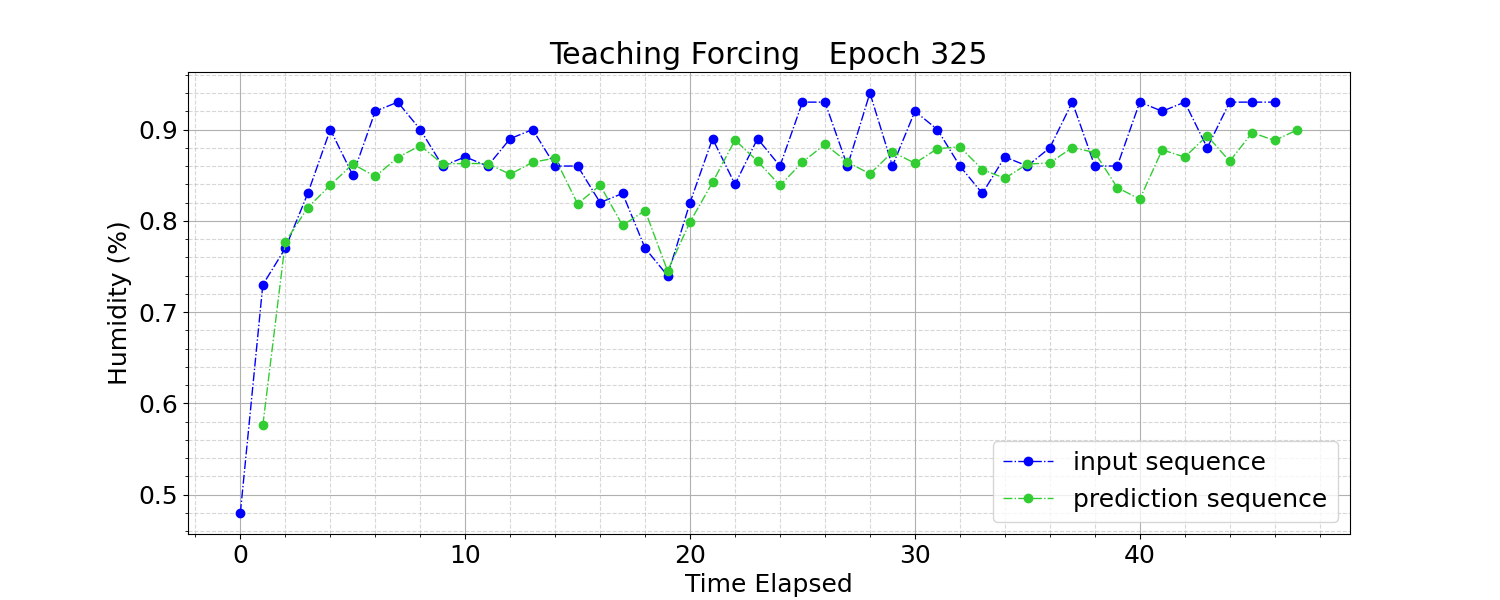 Teaching Forcing   Epoch 325
Humidity (%)
0.9
0.8
0.7
0.6
0.5
0 10 20 30 40
Time Elapsed
input sequence
prediction sequence